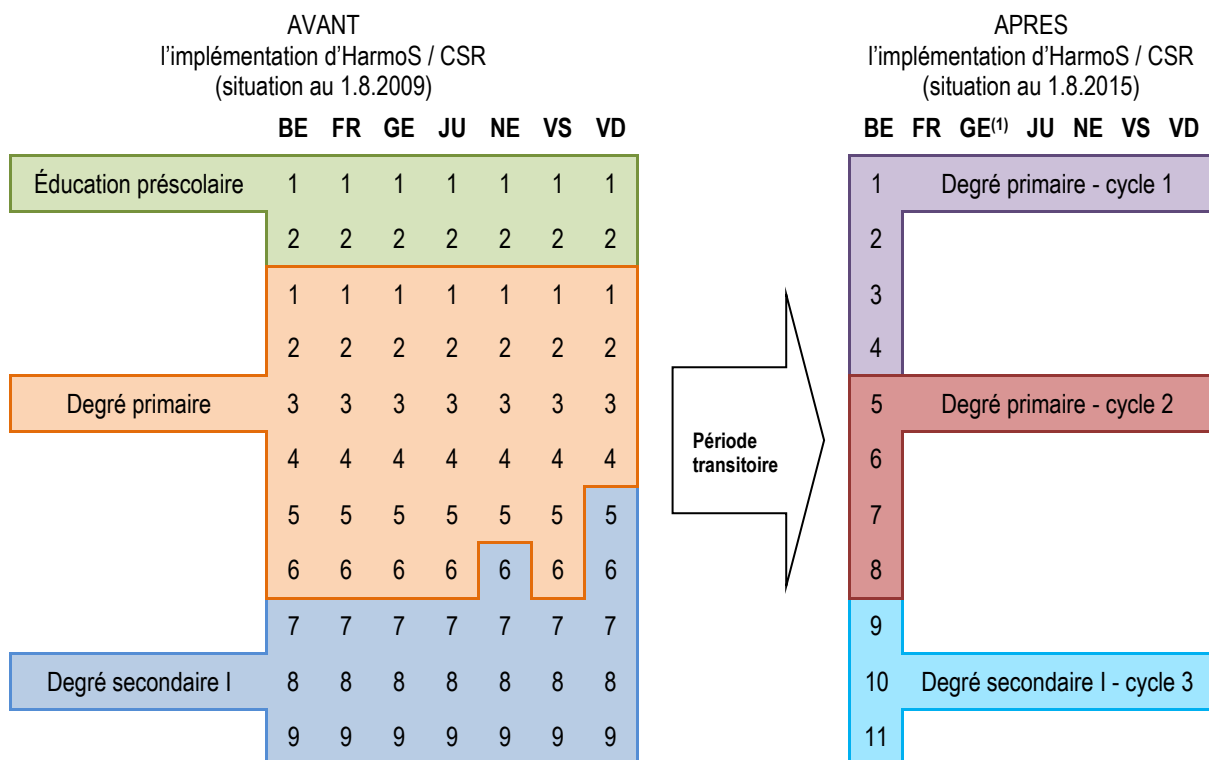 AVANT
l’implémentation d’HarmoS / CSR
(situation au 1.8.2009)
BE FR GE JU NE VS VD
Éducation préscolaire 1 1 1 1 1 1 1
2 2 2 2 2 2 2
1 1 1 1 1 1 1
2 2 2 2 2 2 2
Degré primaire 3 3 3 3 3 3 3
4 4 4 4 4 4 4
5 5 5 5 5 5 5
6 6 6 6 6 6 6
7 7 7 7 7 7 7
Degré secondaire I 8 8 8 8 8 8 8
9 9 9 9 9 9 9
Période
transitoire
APRES
l’implémentation d’HarmoS / CSR
(situation au 1.8.2015)
BE FR GE(1) JU NE VS VD
1 Degré primaire - cycle 1
2
3
4
5 Degré primaire - cycle 2
6
7
8
9
10 Degré secondaire I - cycle 3
11